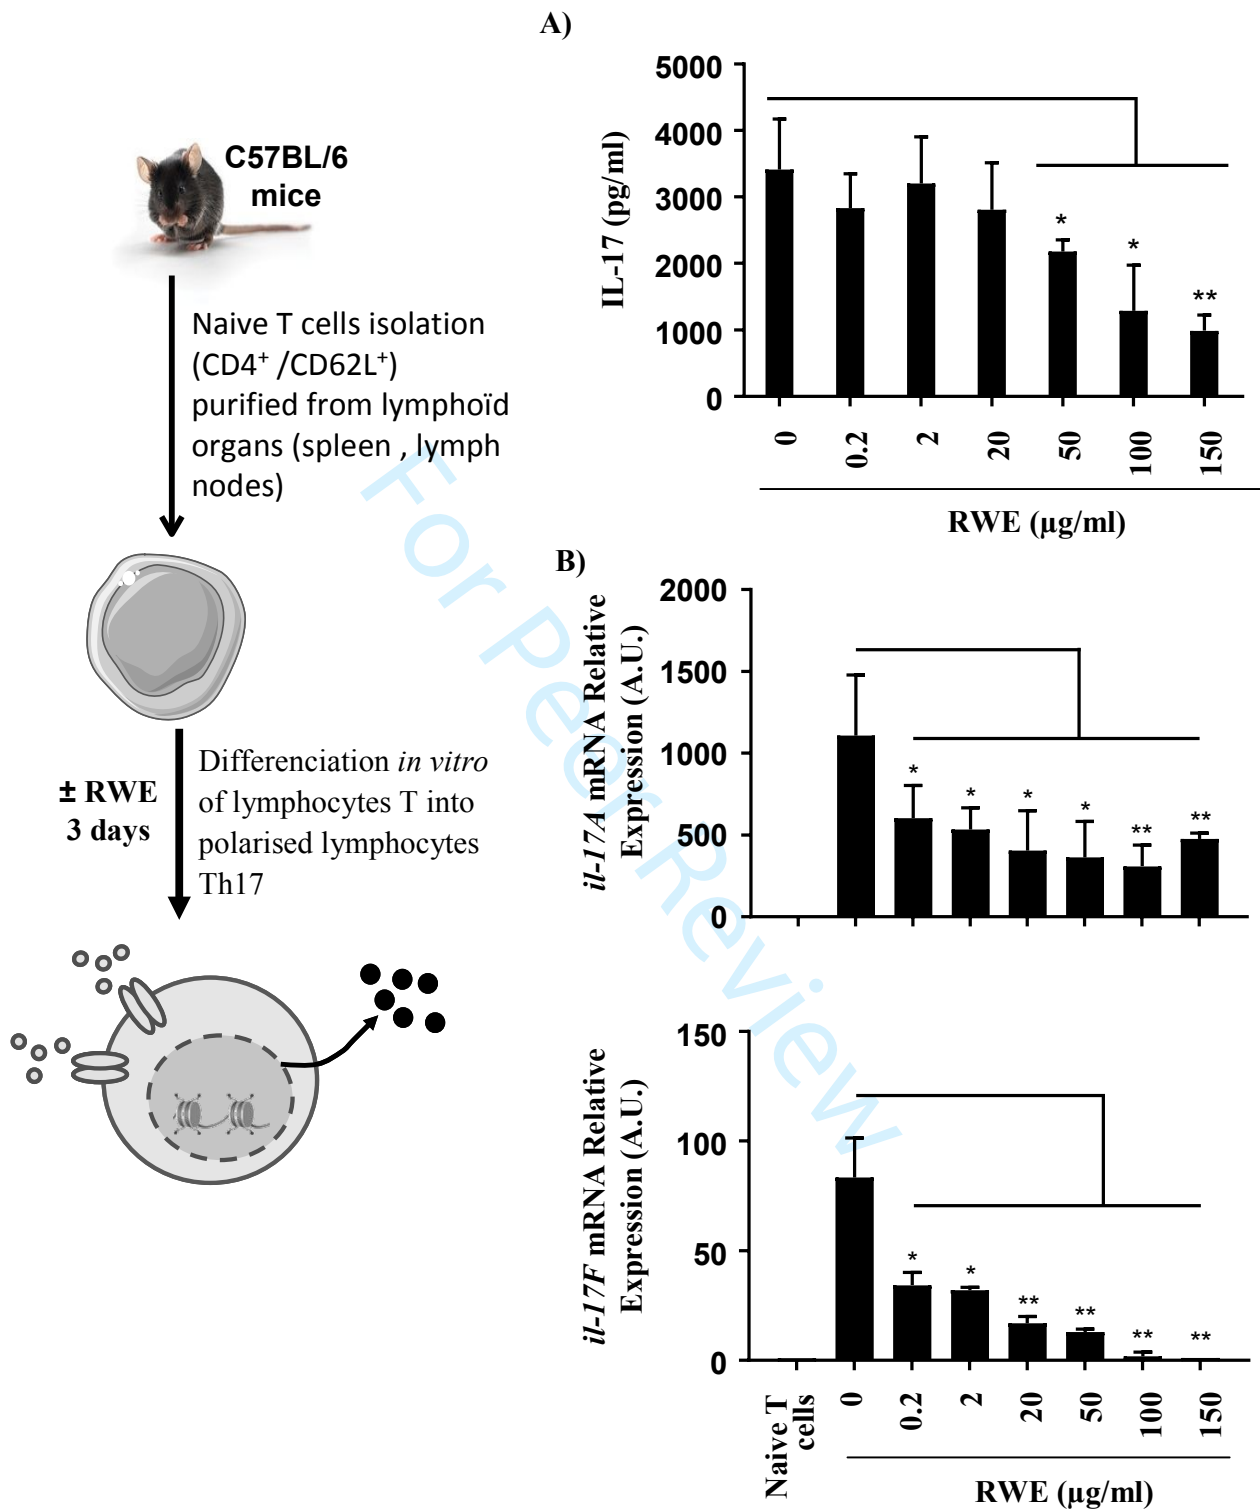 A)
C57BL/6
mice
Naive T cells isolation
(CD4⁺ /CD62L⁺)
purified from lymphoïd
organs (spleen , lymph
nodes)
± RWE
3 days
Differenciation in vitro
of lymphocytes T into
polarised lymphocytes
Th17
IL-17 (pg/ml)
5000
4000
3000
2000
1000
0
*
*
**
0
0.2
2
20
50
100
150
RWE (µg/ml)
B)
il-17A mRNA Relative
Expression (A.U.)
2000
1500
1000
500
0
*
*
*
*
**
**
il-17F mRNA Relative
Expression (A.U.)
150
100
50
0
*
*
**
**
**
**
Naive T
cells
0
0.2
2
20
50
100
150
RWE (µg/ml)
For Peer Review